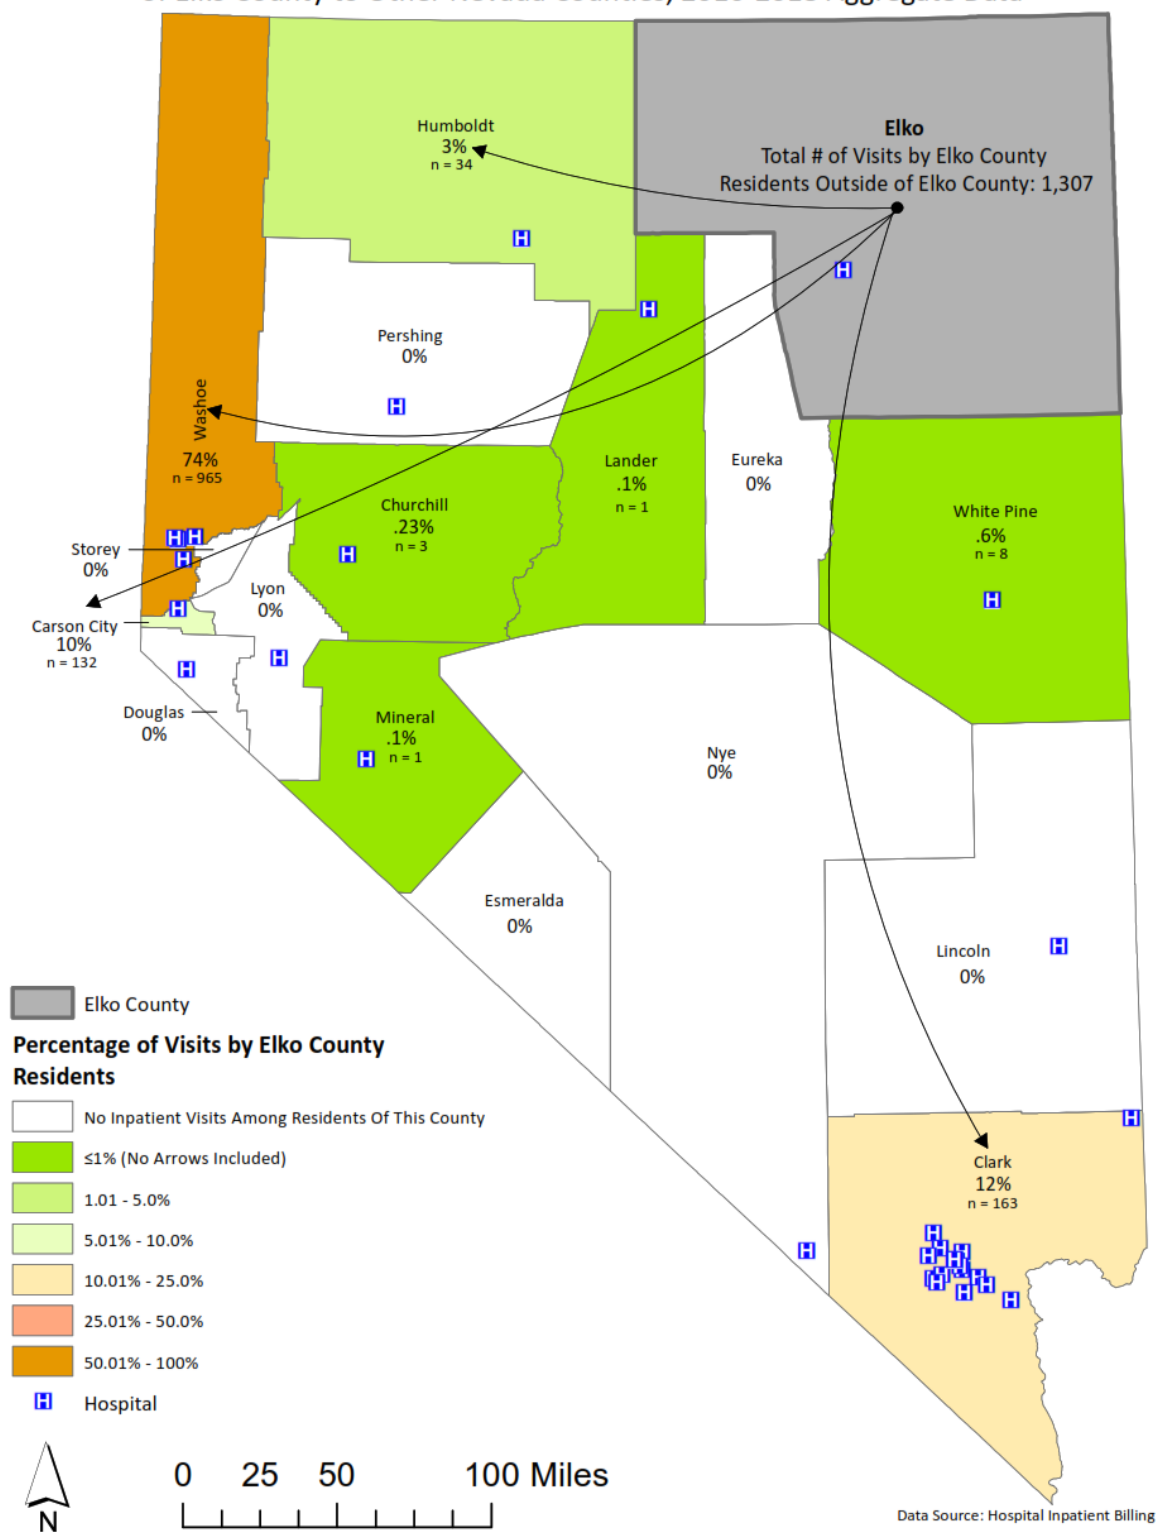 Humboldt
3%
n = 34
Elko
Total # of Visits by Elko County
Residents Outside of Elko County: 1,307
H
H
H
Pershing
0%
H
Washoe
74%
n = 965
Lander
.1%
n = 1
Eureka
0%
Churchill
.23%
n = 3
H
White Pine
.6%
n = 8
H
H H
H
Storey
0%
Lyon
0%
H
Carson City
10%
n = 132
H
H
Douglas
0%
Mineral
.1%
n = 1
H
Nye
0%
Esmeralda
0%
Lincoln
0%
H
H
Clark
12%
n = 163
H
Elko County
Percentage of Visits by Elko County
Residents
No Inpatient Visits Among Residents Of This County
≤1% (No Arrows Included)
1.01 - 5.0%
5.01% - 10.0%
10.01% - 25.0%
25.01% - 50.0%
50.01% - 100%
H Hospital
N
0 25 50 100 Miles
Data Source: Hospital Inpatient Billing